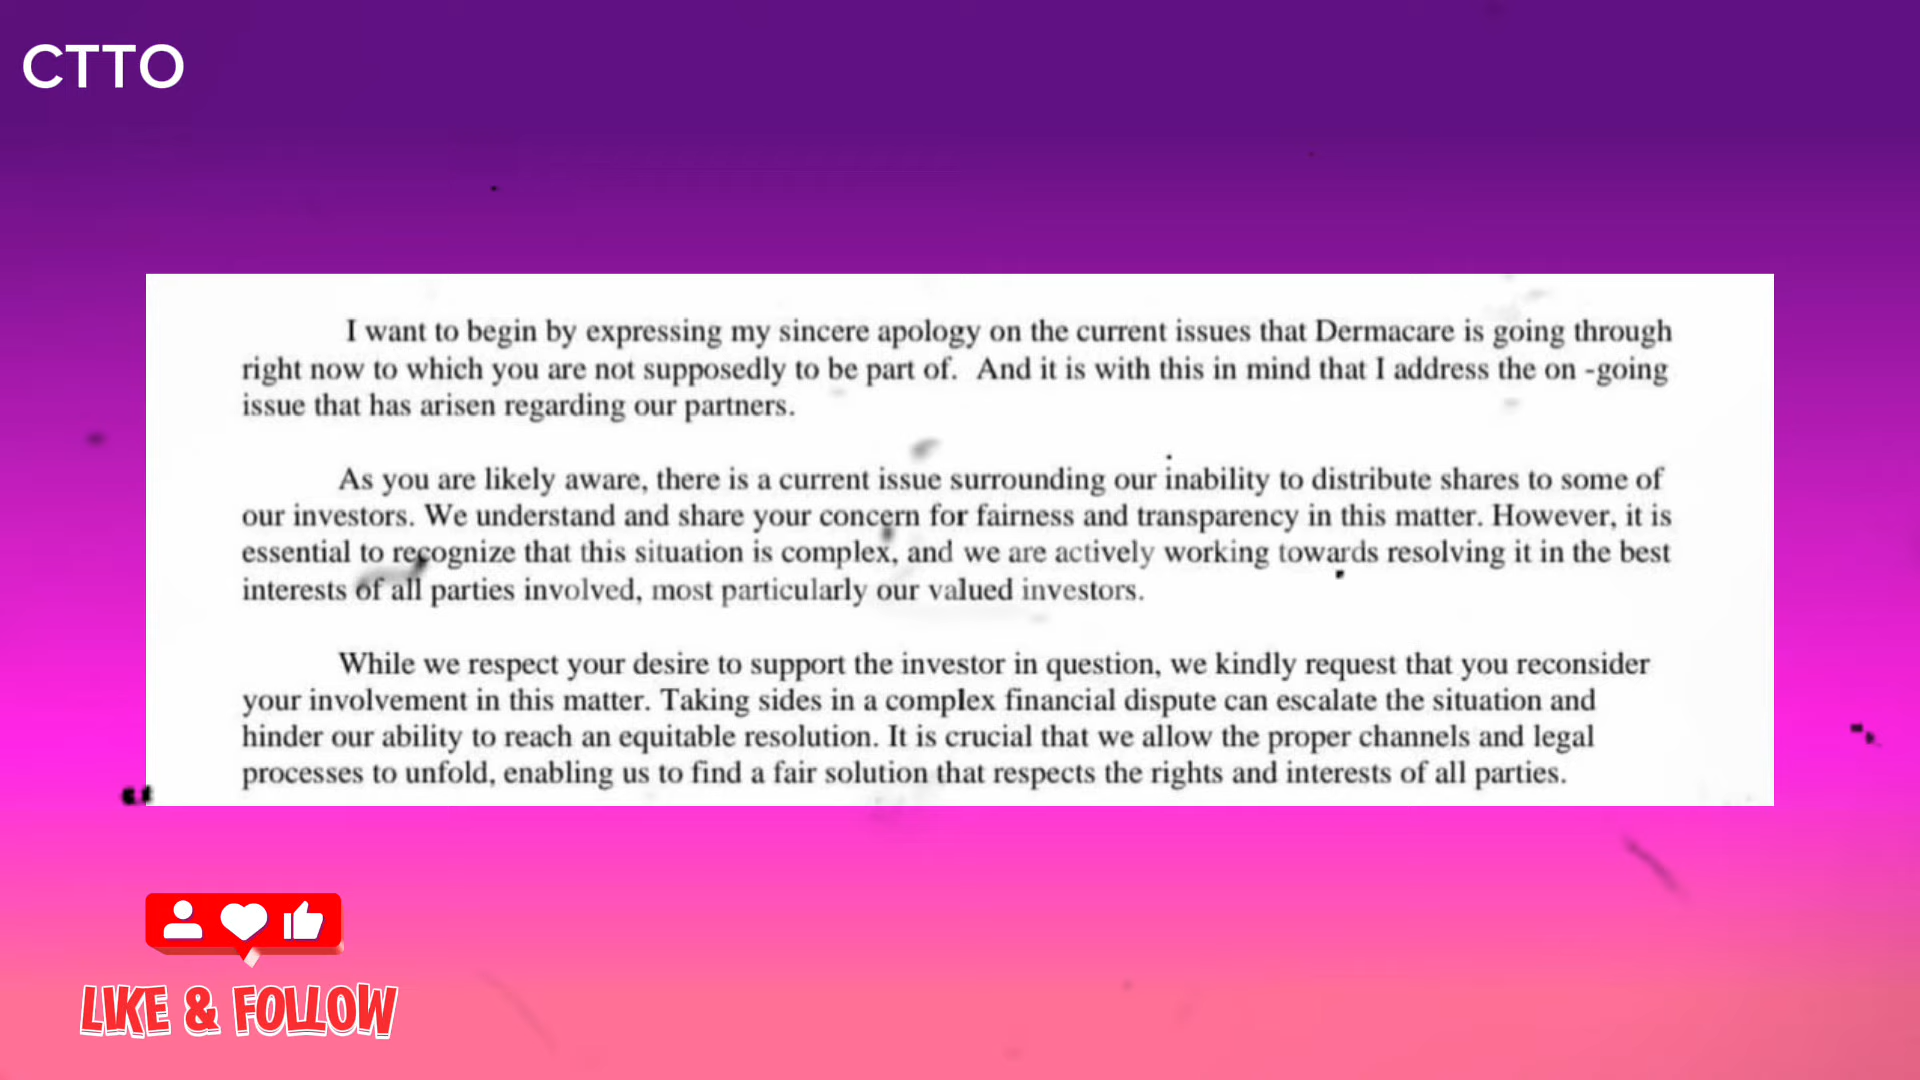 CTTO
I want to begin by expressing my sincere apology on the current issues that Dermacare is going through
right now to which you are not supposedly to be part of.  And it is with this in mind that I address the on -going
issue that has arisen regarding our partners.
As you are likely aware, there is a current issue surrounding our inability to distribute shares to some of
our investors. We understand and share your concern for fairness and transparency in this matter. However, it is
essential to recognize that this situation is complex, and we are actively working towards resolving it in the best
interests of all parties involved, most particularly our valued investors.
While we respect your desire to support the investor in question, we kindly request that you reconsider
your involvement in this matter. Taking sides in a complex financial dispute can escalate the situation and
hinder our ability to reach an equitable resolution. It is crucial that we allow the proper channels and legal
processes to unfold, enabling us to find a fair solution that respects the rights and interests of all parties.
LIKE & FOLLOW